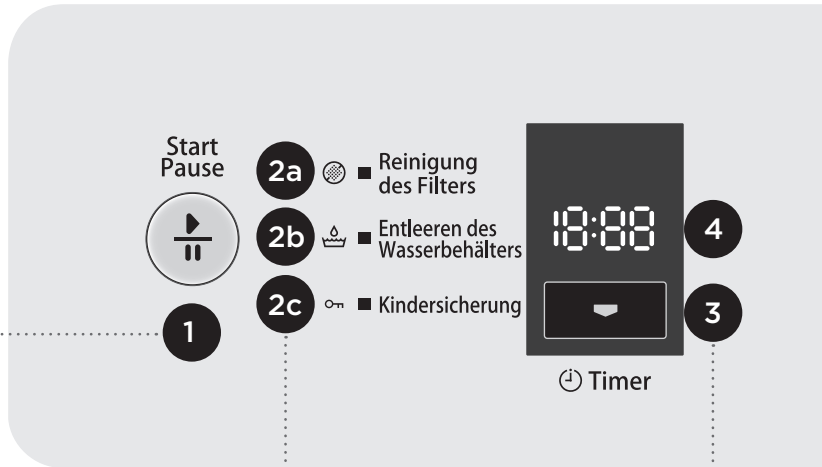 Start
Pause
1
2a
Reinigung
des Filters
2b
Entleeren des
Wasserbehälters
2c
Kindersicherung
18:88
4
3
Timer